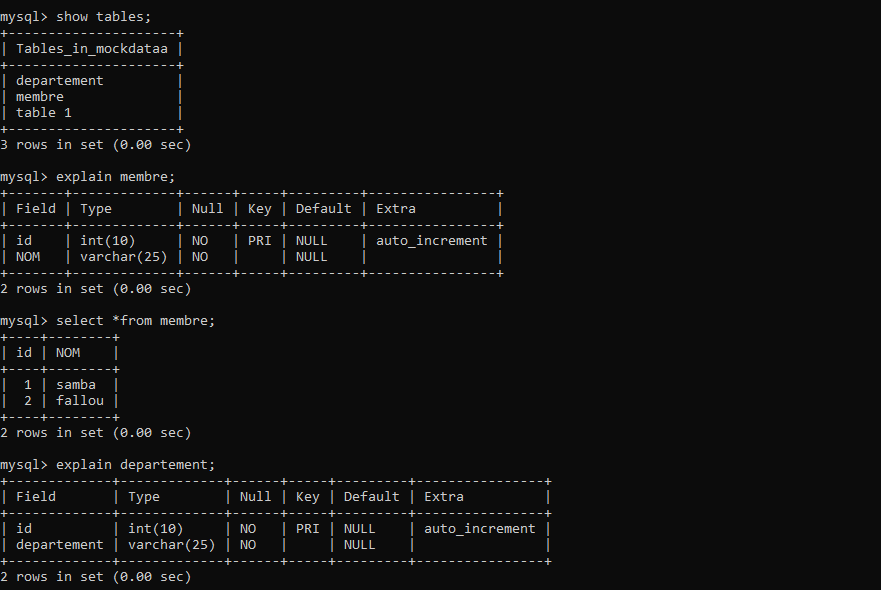 mysql> show tables;
+---------------------+
| Tables_in_mockdataa |
+---------------------+
| departement         |
| membre              |
| table 1             |
+---------------------+
3 rows in set (0.00 sec)

mysql> explain membre;
+-------+-------------+------+-----+---------+----------------+
| Field | Type        | Null | Key | Default | Extra          |
+-------+-------------+------+-----+---------+----------------+
| id    | int(10)     | NO   | PRI | NULL    | auto_increment |
| NOM   | varchar(25) | NO   |     | NULL    |                |
+-------+-------------+------+-----+---------+----------------+
2 rows in set (0.00 sec)

mysql> select *from membre;
+----+--------+
| id | NOM    |
+----+--------+
|  1 | samba  |
|  2 | fallou |
+----+--------+
2 rows in set (0.00 sec)

mysql> explain departement;
+-------------+-------------+------+-----+---------+----------------+
| Field       | Type        | Null | Key | Default | Extra          |
+-------------+-------------+------+-----+---------+----------------+
| id          | int(10)     | NO   | PRI | NULL    | auto_increment |
| departement | varchar(25) | NO   |     | NULL    |                |
+-------------+-------------+------+-----+---------+----------------+
2 rows in set (0.00 sec)